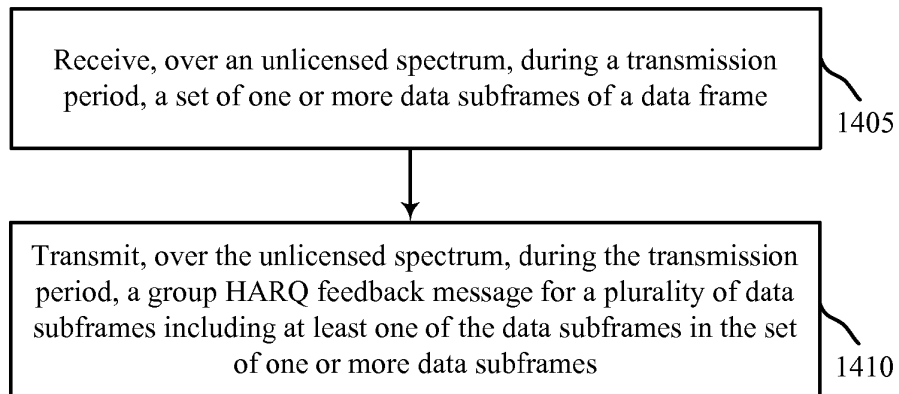 Receive, over an unlicensed spectrum, during a transmission
period, a set of one or more data subframes of a data frame
1405
Transmit, over the unlicensed spectrum, during the transmission
period, a group HARQ feedback message for a plurality of data
subframes including at least one of the data subframes in the set
of one or more data subframes
1410